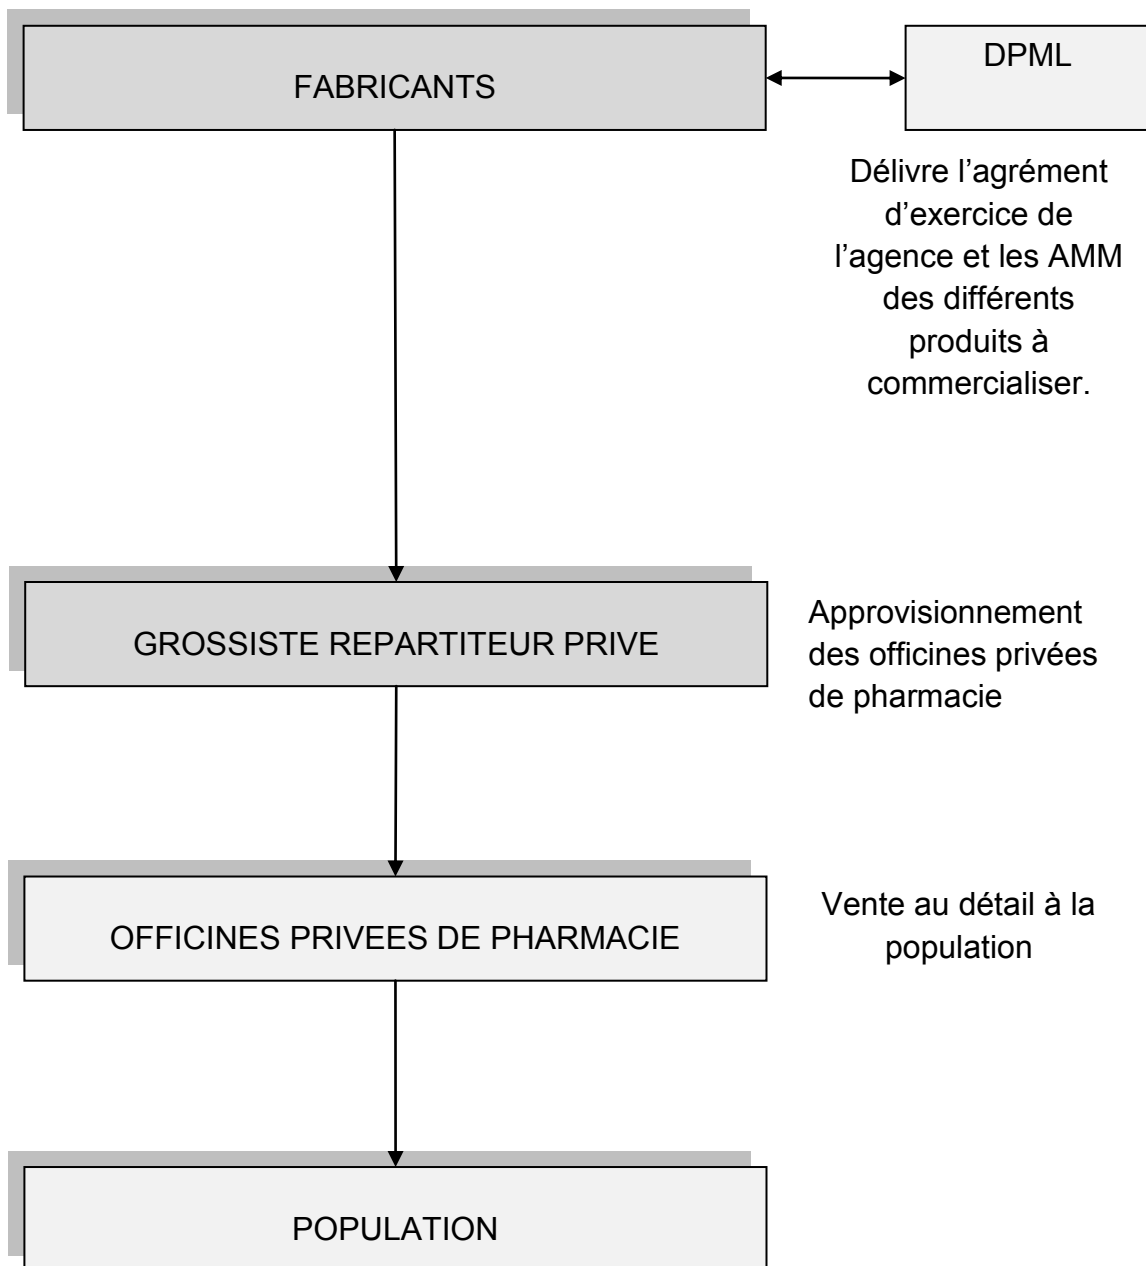 FABRICANTS
DPML
Délivre l’agrément
d’exercice de
l’agence et les AMM
des différents
produits à
commercialiser.
GROSSISTE REPARTITEUR PRIVE
Approvisionnement
des officines privées
de pharmacie
OFFICINES PRIVEES DE PHARMACIE
Vente au détail à la
population
POPULATION